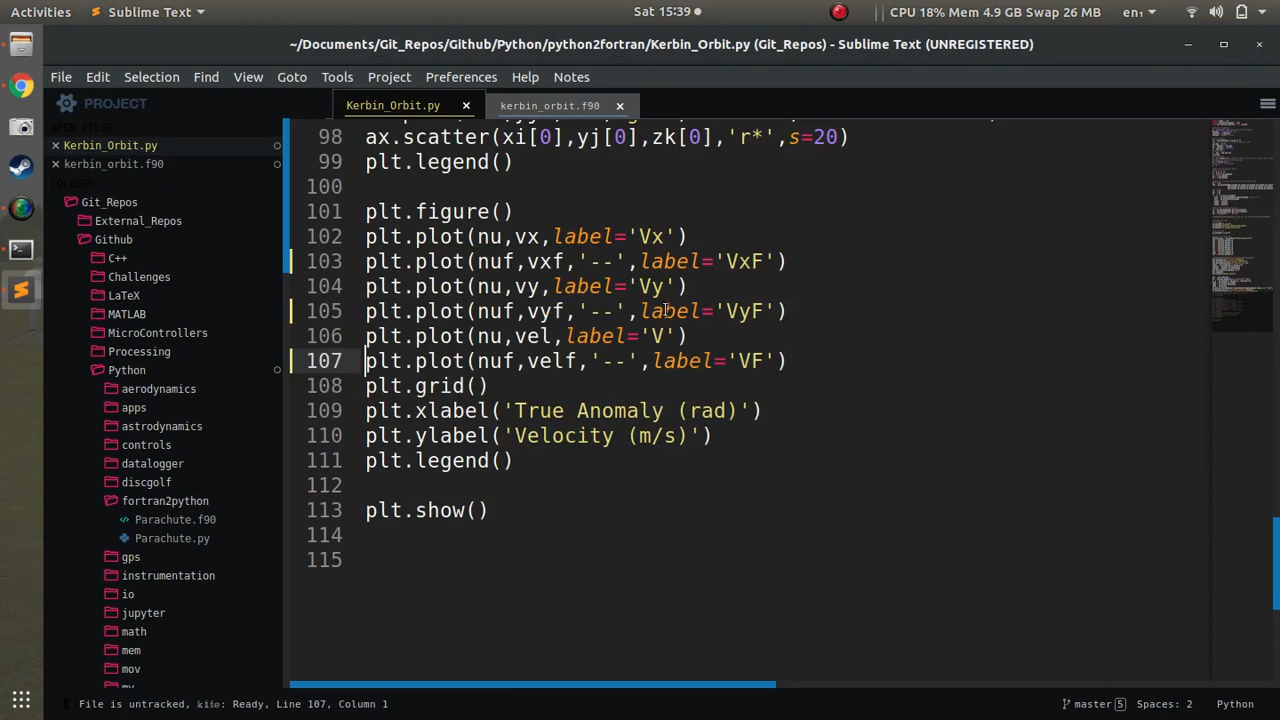 Activities
Sublime Text
Sat 15:39
CPU 18% Mem 4.9 GB Swap 26 MB
en₁
~/Documents/Git_Repos/Github/Python/python2fortran/Kerbin_Orbit.py (Git_Repos) - Sublime Text (UNREGISTERED)
File Edit Selection Find View Goto Tools Project Preferences Help Notes
PROJECT
Kerbin_Orbit.py
kerbin_orbit.f90
OPEN FILES
Kerbin_Orbit.py
kerbin_orbit.f90
FOLDERS
Git_Repos
External_Repos
Github
C++
Challenges
LaTeX
MATLAB
MicroControllers
Processing
Python
aerodynamics
apps
astrodynamics
controls
datalogger
discgolf
fortran2python
Parachute.f90
Parachute.py
gps
instrumentation
io
jupyter
math
mem
mov
98 ax.scatter(xi[0],yj[0],zk[0],'r*',s=20)
99 plt.legend()
100
101 plt.figure()
102 plt.plot(nu,vx,label='Vx')
103 plt.plot(nuf,vxf,'--',label='VxF')
104 plt.plot(nu,vy,label='Vy')
105 plt.plot(nuf,vyf,'--',label='VyF')
106 plt.plot(nu,vel,label='V')
107 plt.plot(nuf,velf,'--',label='VF')
108 plt.grid()
109 plt.xlabel('True Anomaly (rad)')
110 plt.ylabel('Velocity (m/s)')
111 plt.legend()
112
113 plt.show()
114
115
File is untracked, kite: Ready, Line 107, Column 1
master 5
Spaces: 2
Python